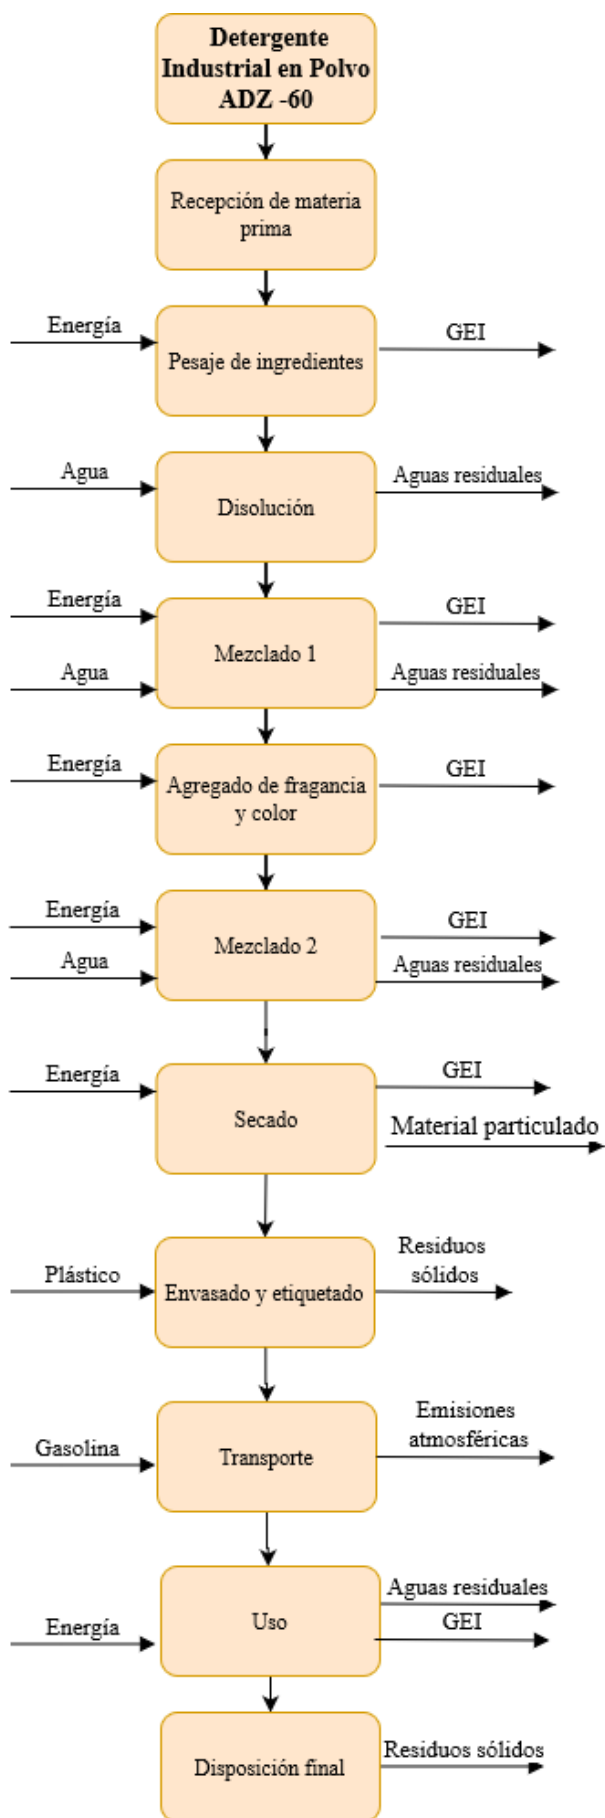 Detergente
Industrial en Polvo
ADZ -60
Recepción de materia
prima
Energía
GEI
Pesaje de ingredientes
Agua
Aguas residuales
Disolución
Energía
GEI
Mezclado 1
Agua
Aguas residuales
Energía
GEI
Agregado de fragancia
y color
Energía
GEI
Mezclado 2
Agua
Aguas residuales
Energía
GEI
Secado
Material particulado
Plástico
Residuos
sólidos
Envasado y etiquetado
Gasolina
Emisiones
atmosféricas
Transporte
Aguas residuales
Uso
Energía
GEI
Disposición final
Residuos sólidos